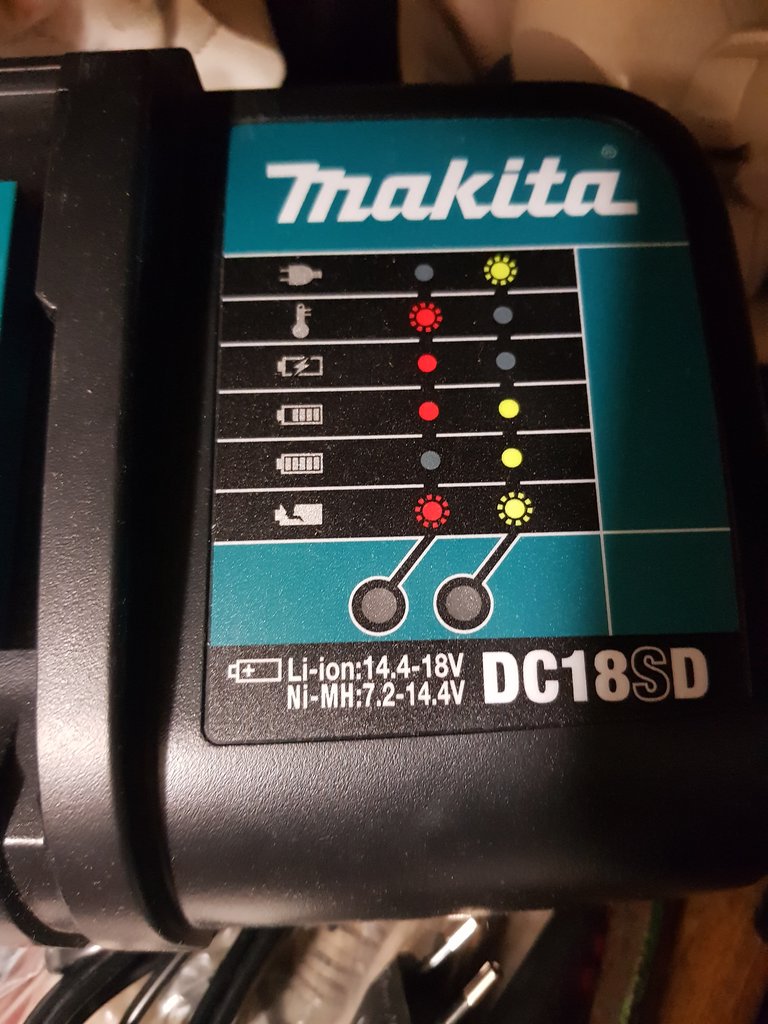 makita®
Li-ion:14.4-18V
Ni-MH:7.2-14.4V
DC18SD